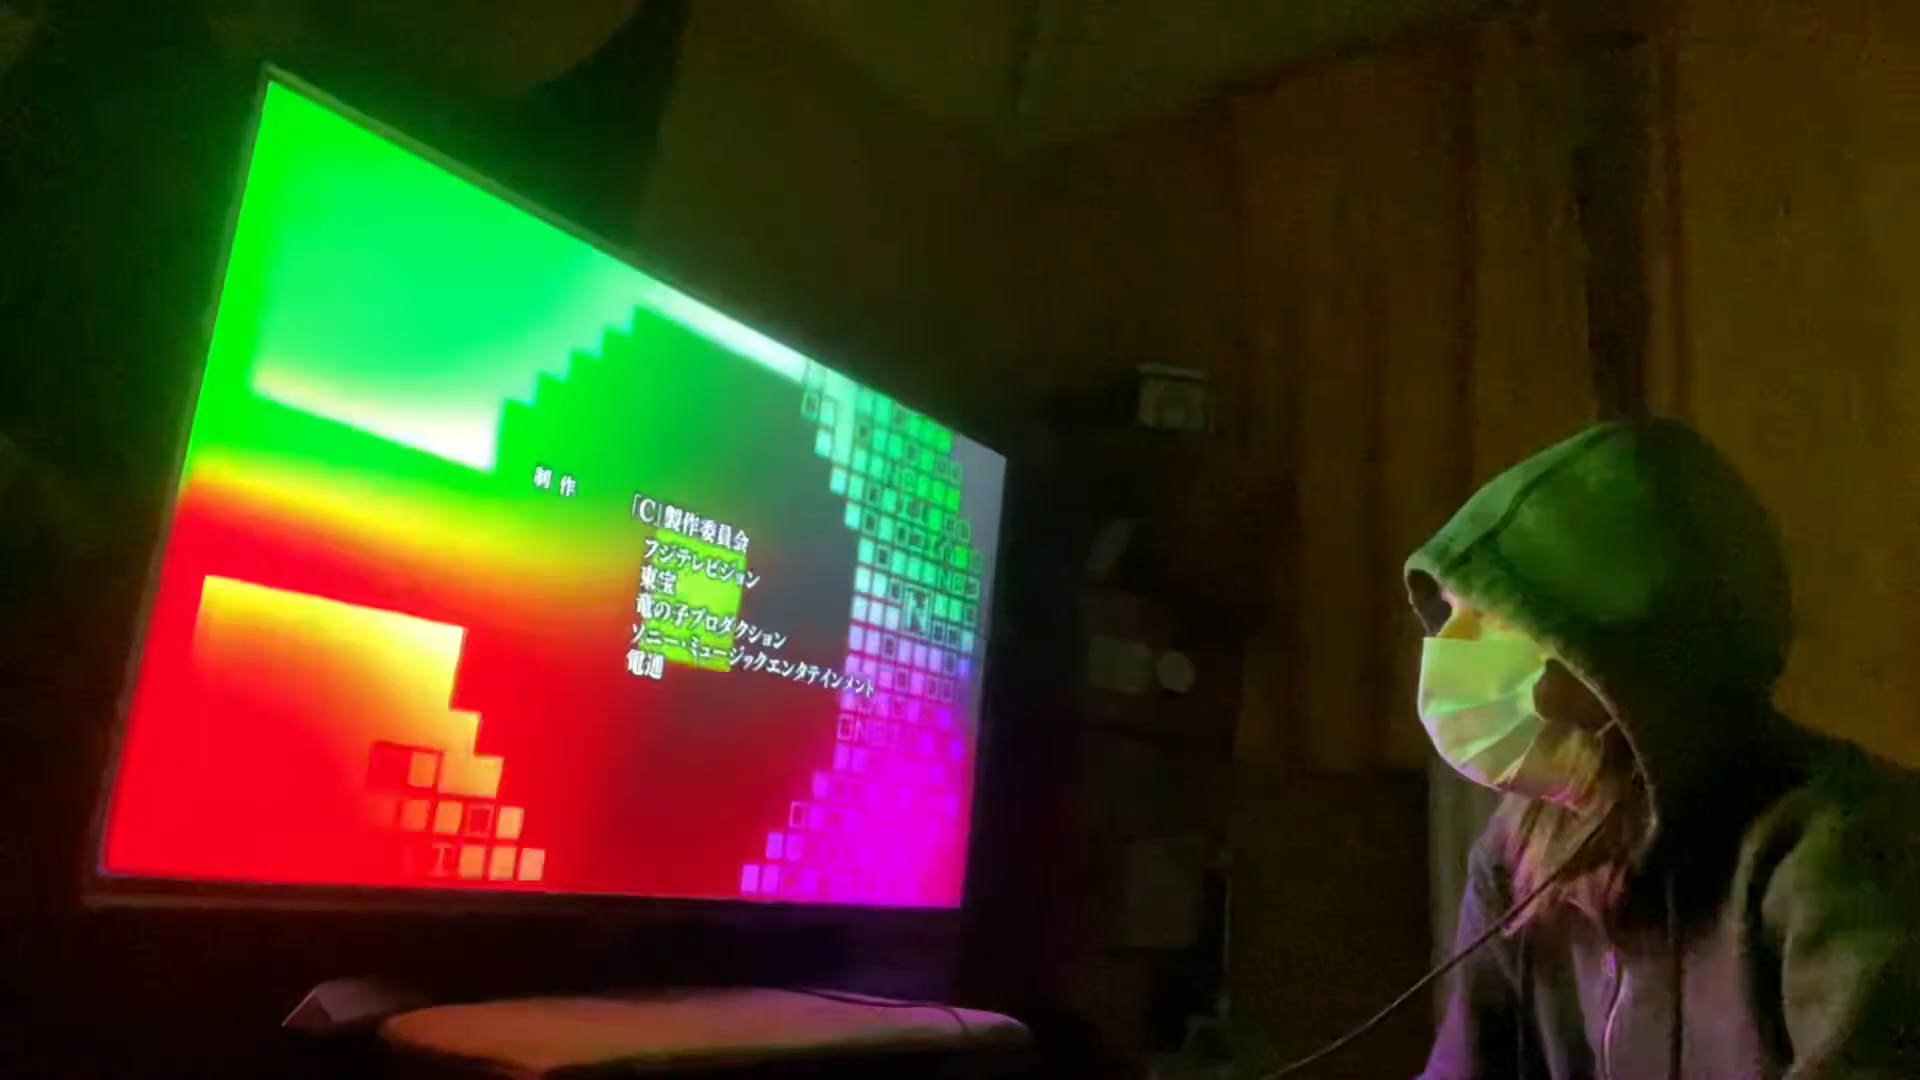 制作
「C」製作委員会
フジテレビジョン
東宝
竜の子プロダクション
ソニー・ミュージックエンタテインメント
電通